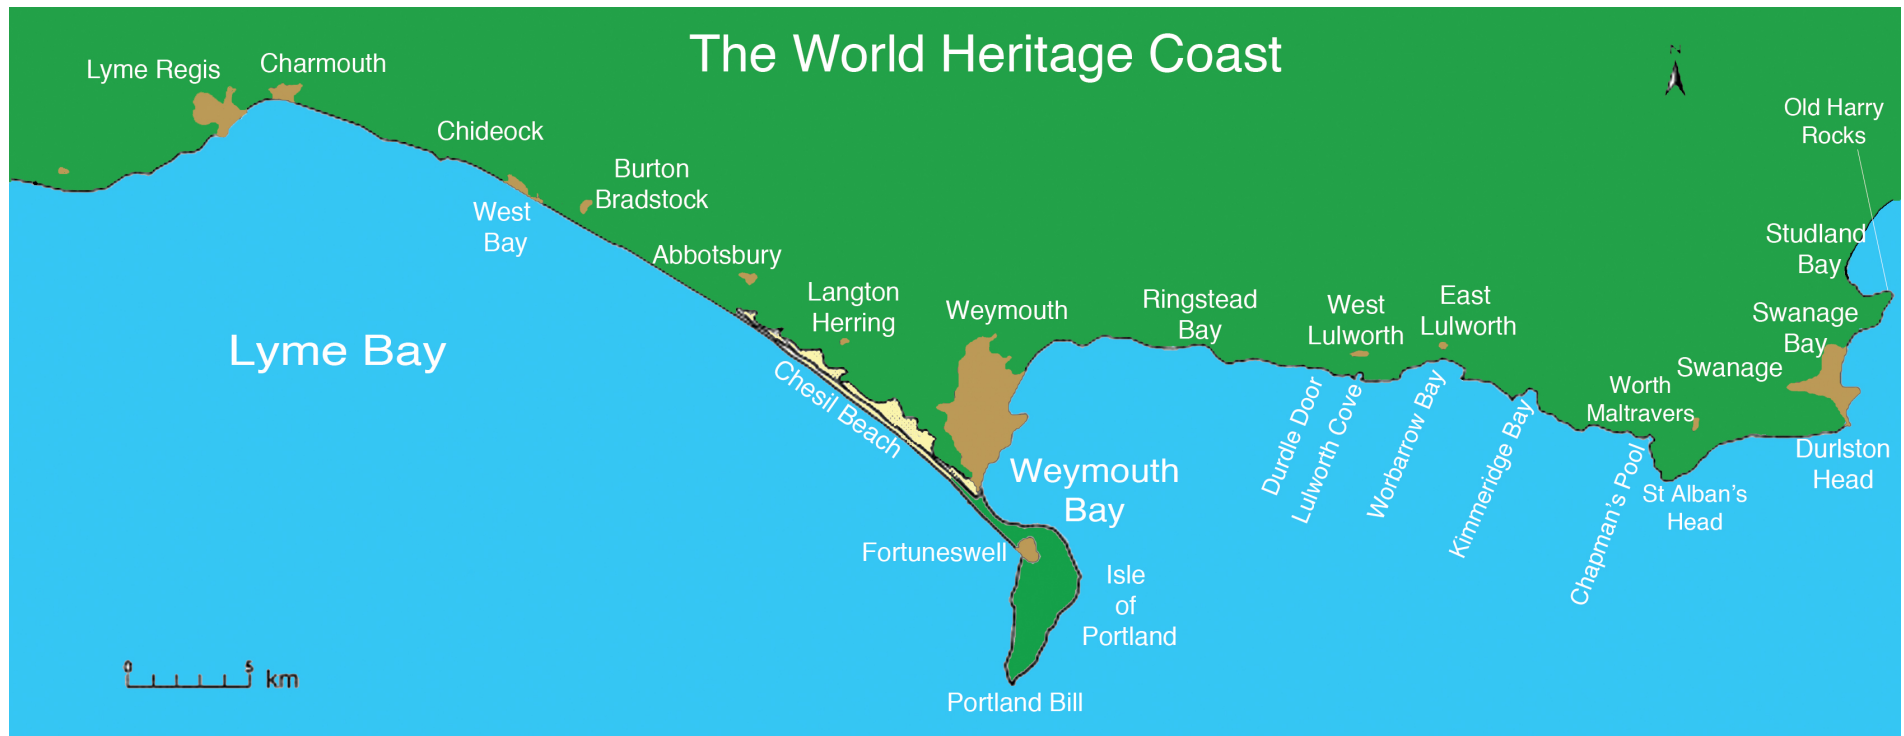 The World Heritage Coast
N
Lyme Regis
Charmouth
Chideock
Burton
Bradstock
West
Bay
Abbotsbury
Langton
Herring
Weymouth
Ringstead
Bay
West
Lulworth
East
Lulworth
Old Harry
Rocks
Studland
Bay
Swanage
Bay
Swanage
Worth
Maltravers
Lyme Bay
Chesil Beach
Weymouth
Bay
Durdle Door
Lulworth Cove
Worbarrow Bay
Kimmeridge Bay
Chapman's Pool
St Alban's
Head
Durlston
Head
Fortuneswell
Isle
of
Portland
Portland Bill
0 5 km